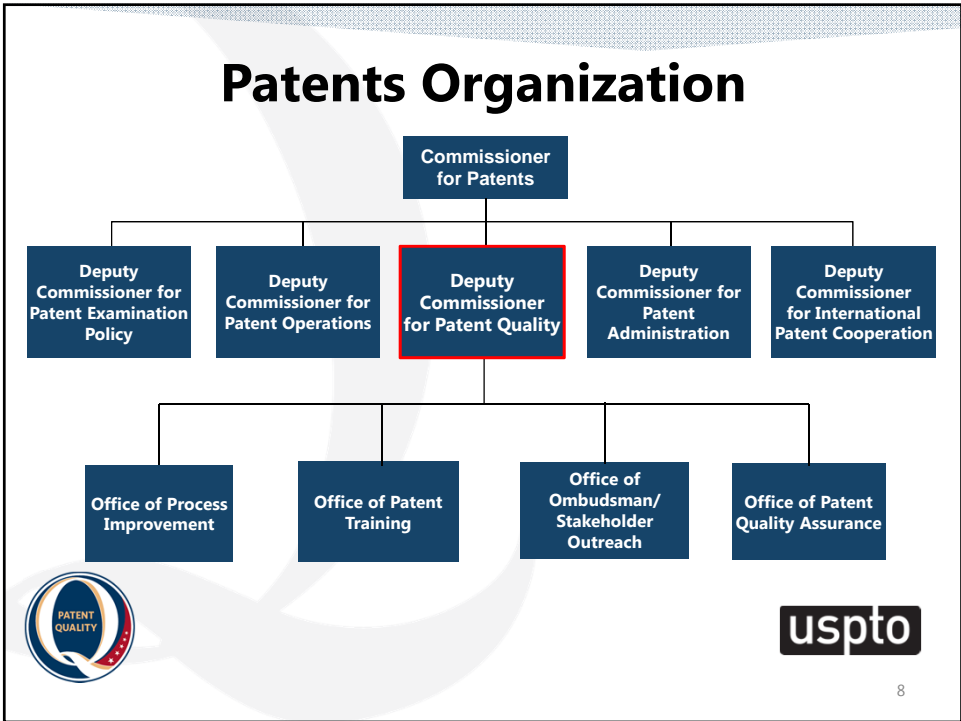 Patents Organization
Commissioner
for Patents
Deputy
Commissioner for
Patent Examination
Policy
Deputy
Commissioner for
Patent Operations
Deputy
Commissioner
for Patent Quality
Deputy
Commissioner for
Patent
Administration
Deputy
Commissioner
for International
Patent Cooperation
Office of Process
Improvement
Office of Patent
Training
Office of
Ombudsman/
Stakeholder
Outreach
Office of Patent
Quality Assurance
PATENT
QUALITY
uspto
8